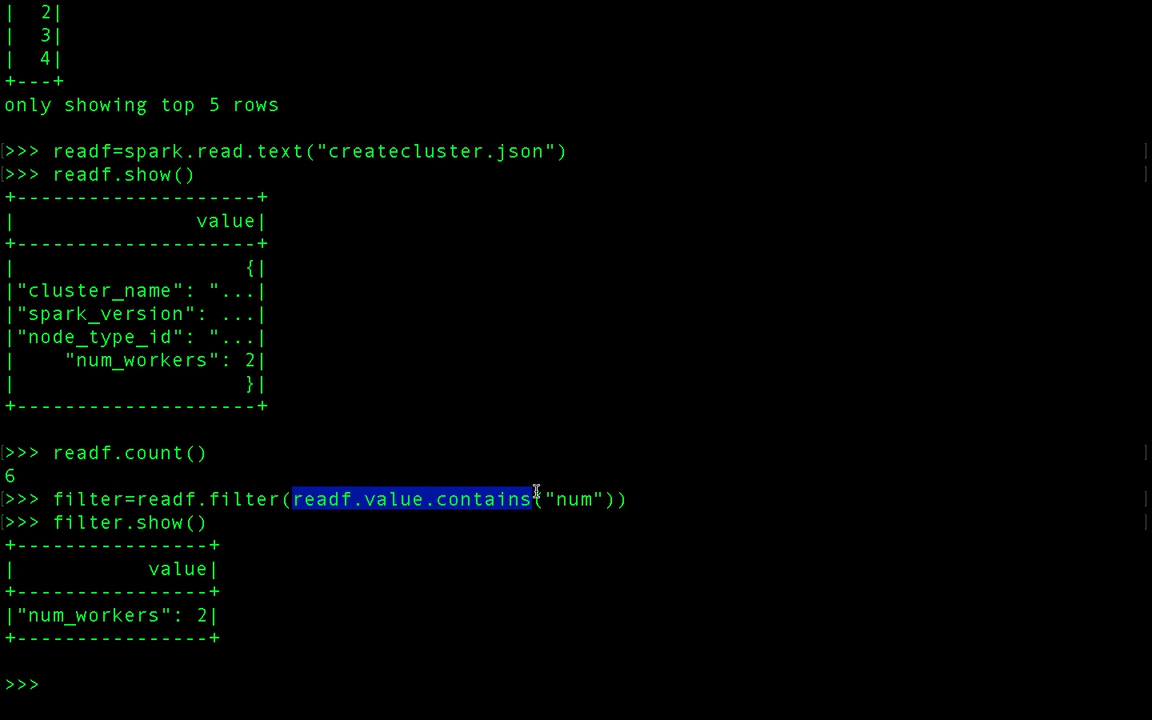 |  2|
|  3|
|  4|
+---+
only showing top 5 rows
[>>> readf=spark.read.text("createcluster.json") ]
[>>> readf.show() ]
+--------------------+
|               value|
+--------------------+
|                   {|
|"cluster_name": "...|
|"spark_version": ...|
|"node_type_id": "...|
|    "num_workers": 2|
|                   }|
+--------------------+
[>>> readf.count() ]
6
[>>> filter=readf.filter(readf.value.contains("num")) ]
[>>> filter.show() ]
+----------------+
|           value|
+----------------+
|"num_workers": 2|
+----------------+
>>>